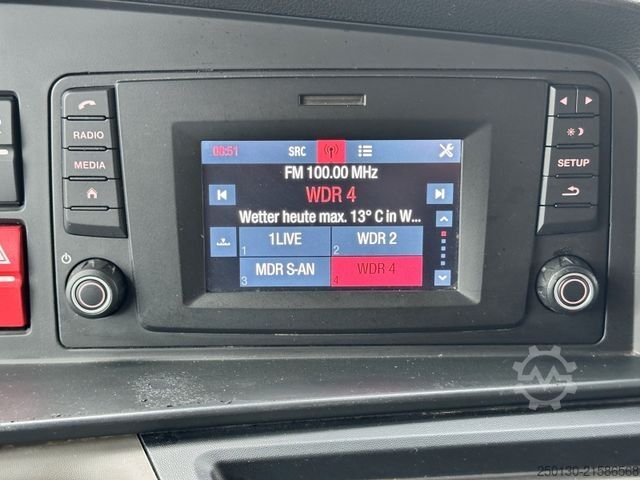 RADIO
MEDIA
SETUP
00:51 SRC
FM 100.00 MHz
WDR 4
Wetter heute max. 13° C in W...
1 1LIVE
2 WDR 2
3 MDR S-AN
4 WDR 4
250130-21586568